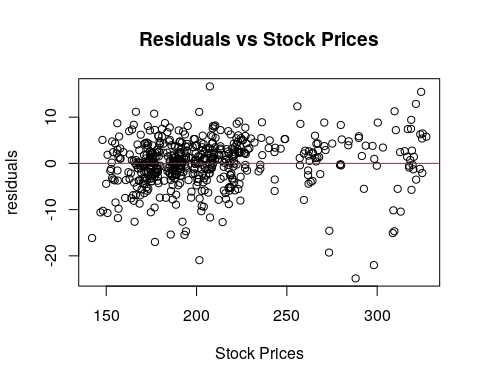 Residuals vs Stock Prices
residuals
10
0
-10
-20
150 200 250 300
Stock Prices